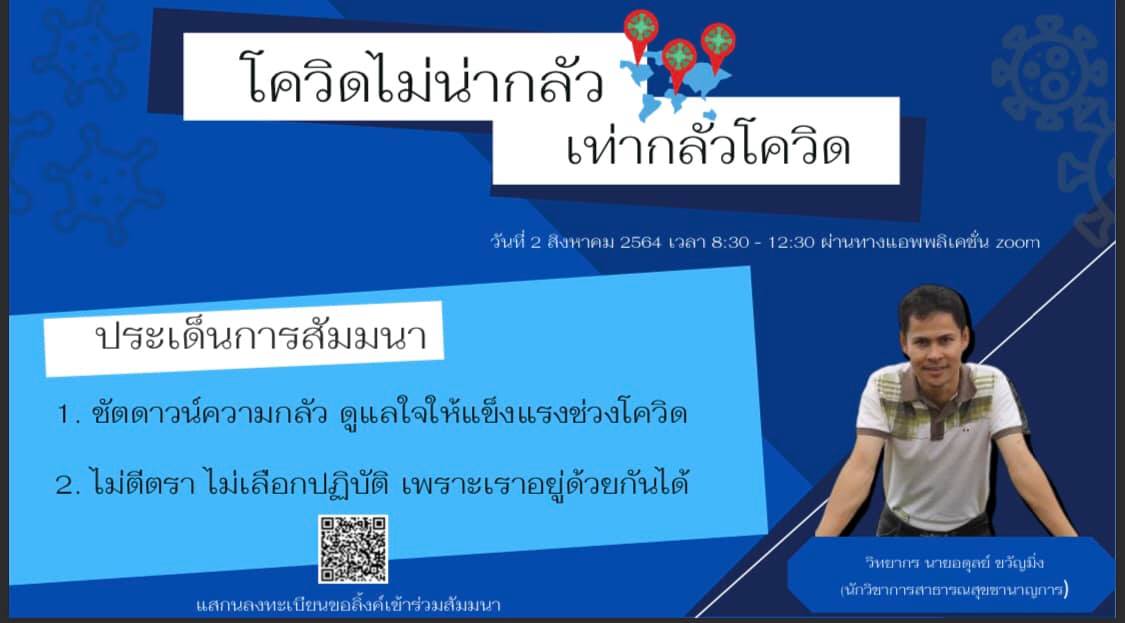 โควิดไม่น่ากลัว
เท่ากลัวโควิด
วันที่ 2 สิงหาคม 2564 เวลา 8:30 - 12:30 ผ่านทางแอพพลิเคชั่น zoom
ประเด็นการสัมมนา
1. ชัตดาวน์ความกลัว ดูแลใจให้แข็งแรงช่วงโควิด
2. ไม่ตีตรา ไม่เลือกปฏิบัติ เพราะเราอยู่ด้วยกันได้
แสกนลงทะเบียนขอลิ้งค์เข้าร่วมสัมมนา
วิทยากร นายอตุลย์ ขวัญมิ่ง
(นักวิชาการสาธารณสุขชานาญการ)